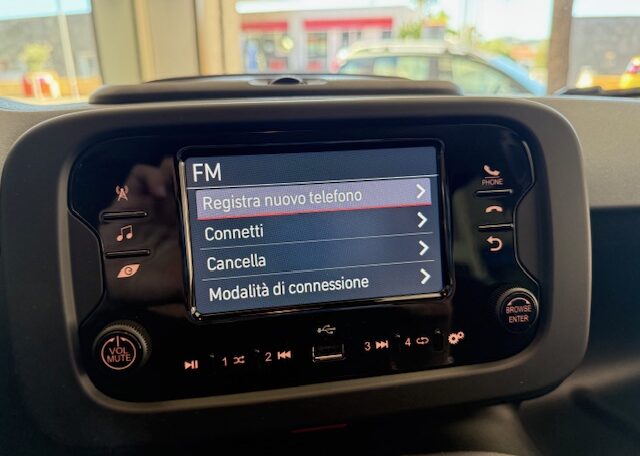 FM
Registra nuovo telefono
Connetti
Cancella
Modalità di connessione
PHONE
VOL
MUTE
BROWSE
ENTER
1
2
3
4